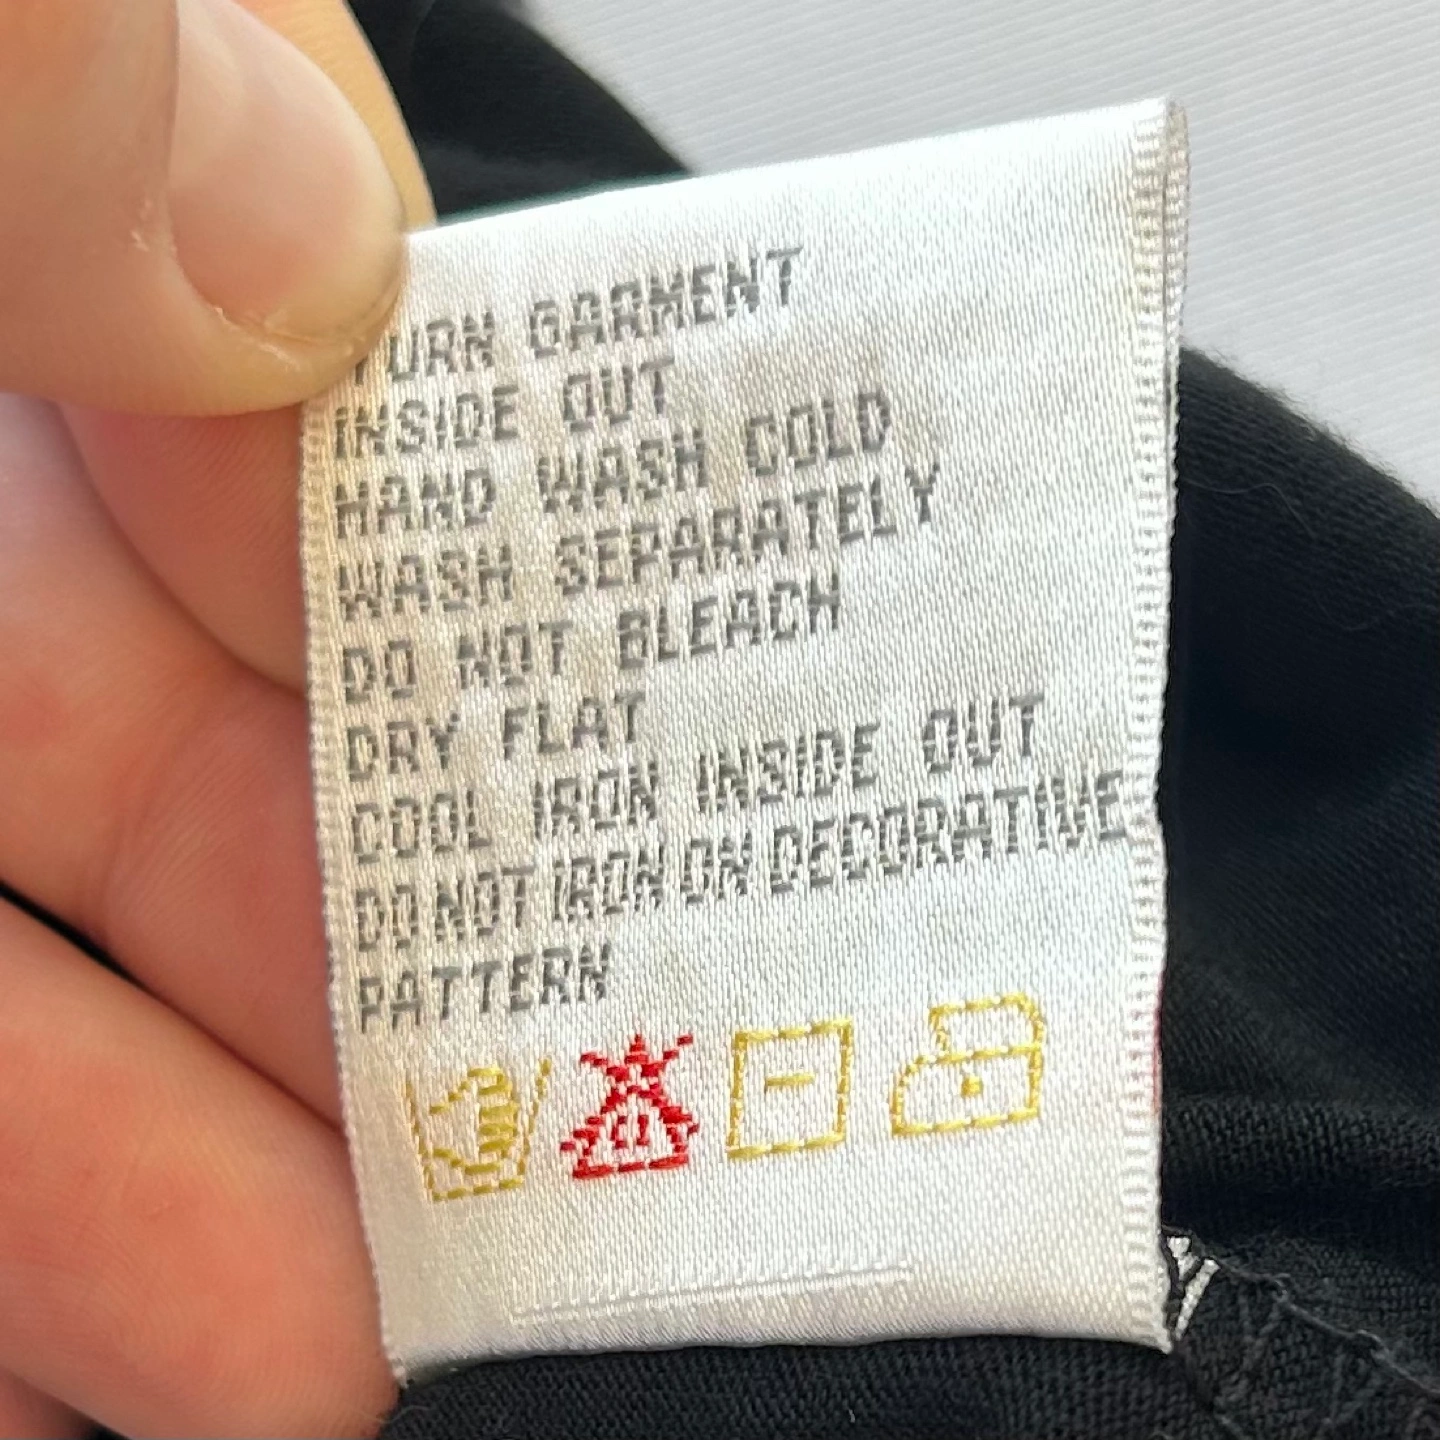 TURN GARMENT
INSIDE OUT
HAND WASH COLD
WASH SEPARATELY
DO NOT BLEACH
DRY FLAT
COOL IRON INSIDE OUT
DO NOT IRON ON DECORATIVE
PATTERN